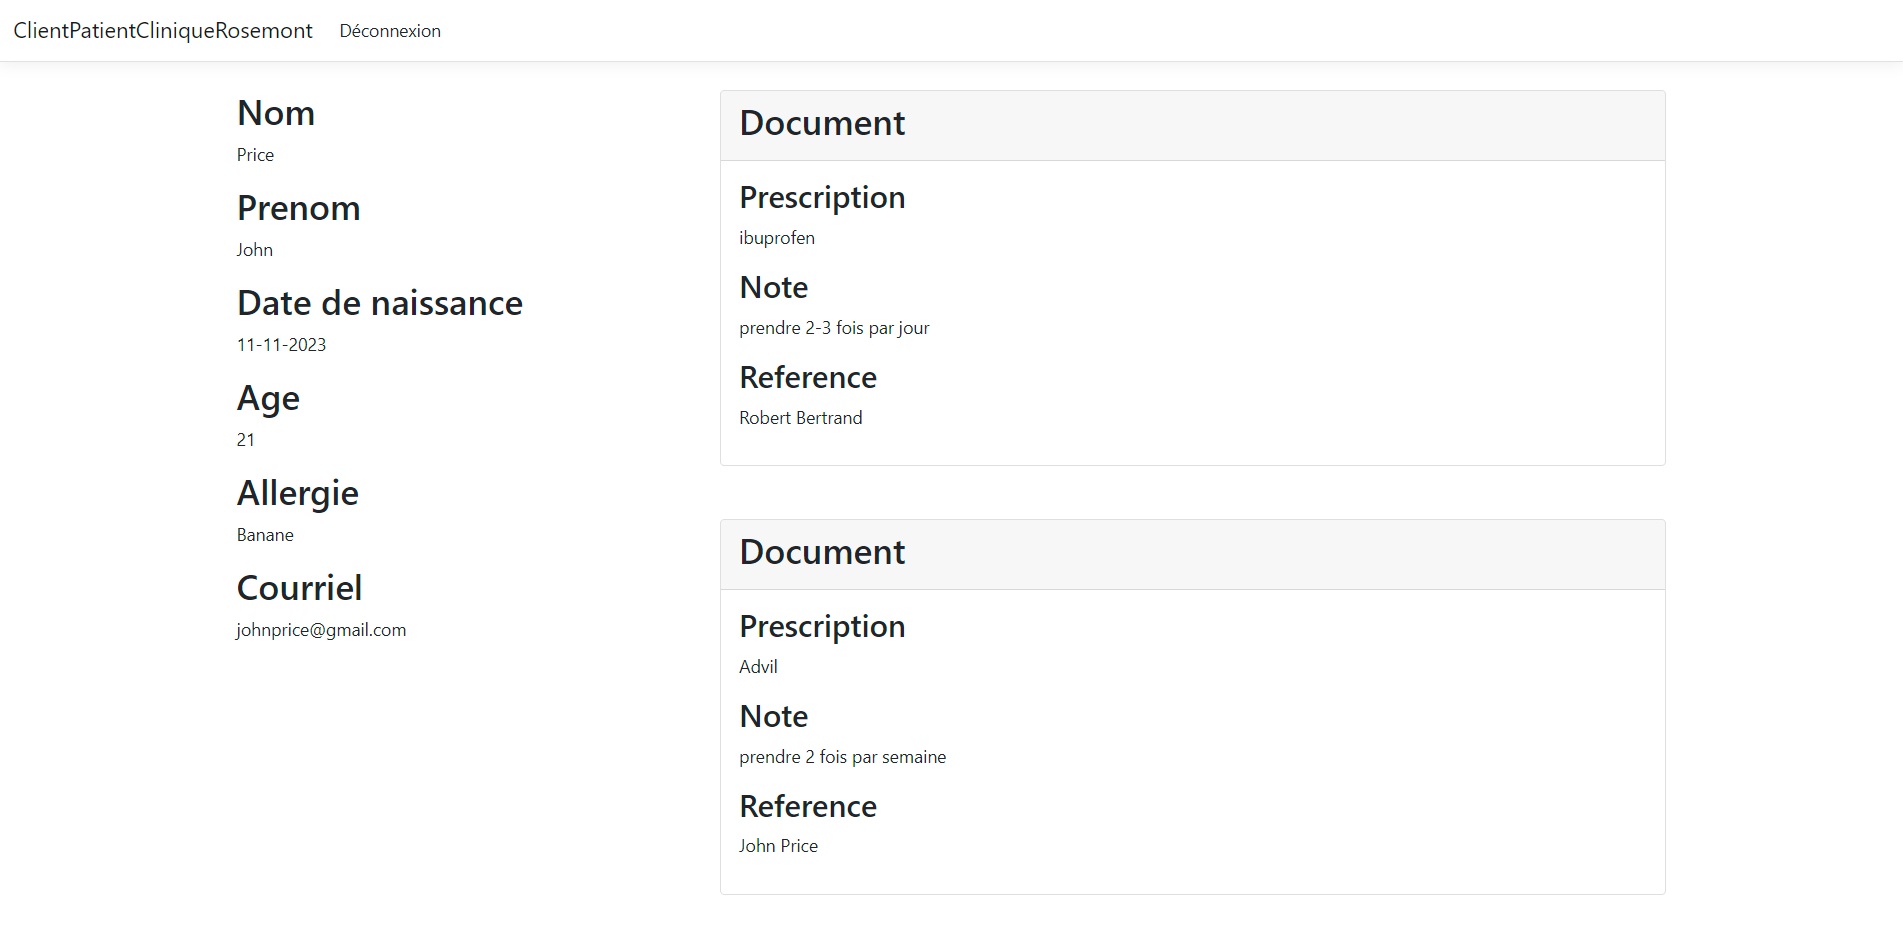 ClientPatientCliniqueRosemont Déconnexion
Nom
Price
Prenom
John
Date de naissance
11-11-2023
Age
21
Allergie
Banane
Courriel
johnprice@gmail.com
Document
Prescription
ibuprofen
Note
prendre 2-3 fois par jour
Reference
Robert Bertrand
Document
Prescription
Advil
Note
prendre 2 fois par semaine
Reference
John Price